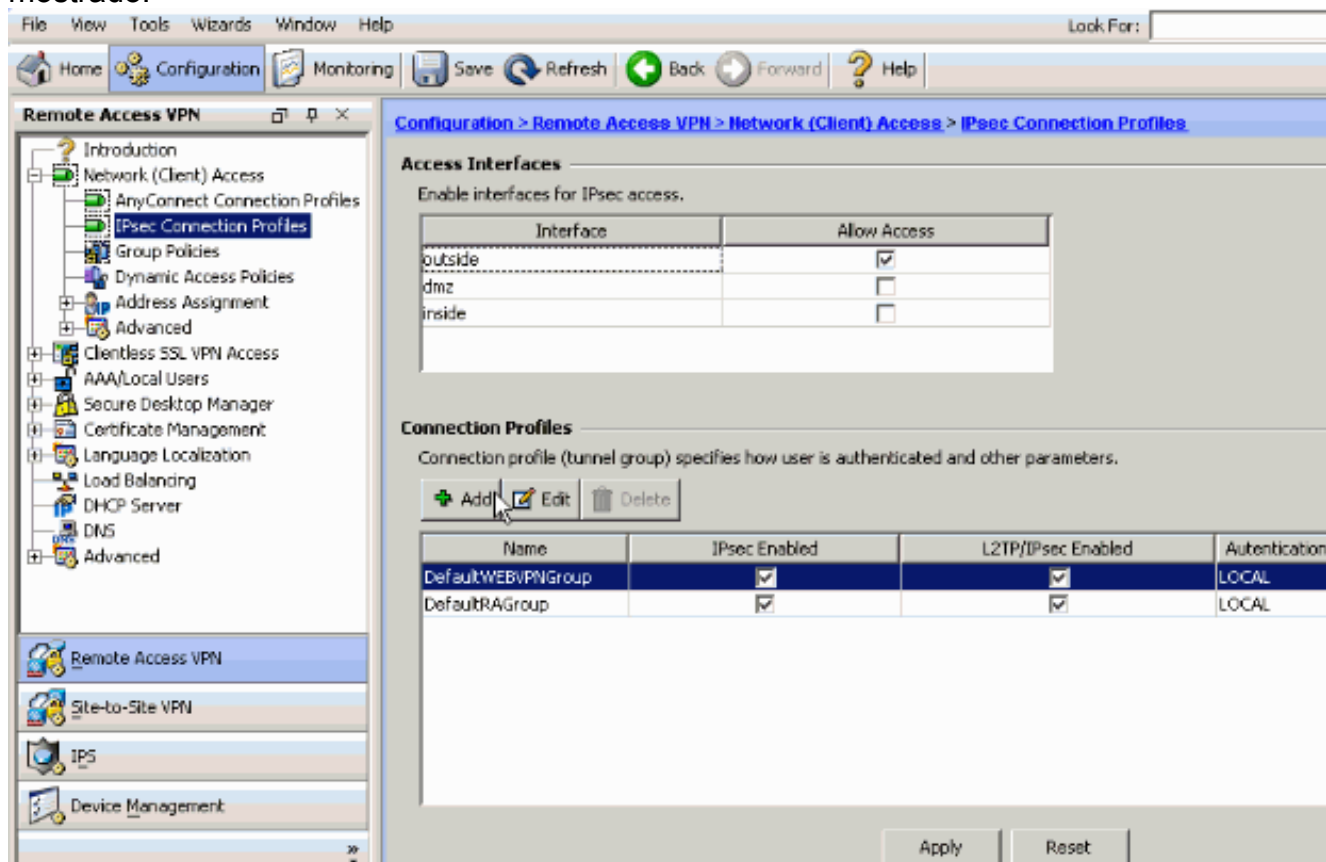 mostrado.
File View Tools Wizards Window Help Look For:
Home Configuration Monitoring Save Refresh Back Forward Help
Remote Access VPN
Introduction
Network (Client) Access
AnyConnect Connection Profiles
IPsec Connection Profiles
Group Policies
Dynamic Access Policies
Address Assignment
Advanced
Clientless SSL VPN Access
AAA/Local Users
Secure Desktop Manager
Certificate Management
Language Localization
Load Balancing
DHCP Server
DNS
Advanced
Remote Access VPN
Site-to-Site VPN
IPS
Device Management
Configuration > Remote Access VPN > Network (Client) Access > IPsec Connection Profiles
Access Interfaces
Enable interfaces for IPsec access.
Interface Allow Access
outside
dmz
inside
Connection Profiles
Connection profile (tunnel group) specifies how user is authenticated and other parameters.
Add Edit Delete
Name IPsec Enabled L2TP/IPsec Enabled Autentication
DefaultWEBVPNGroup LOCAL
DefaultRAGroup LOCAL
Apply Reset